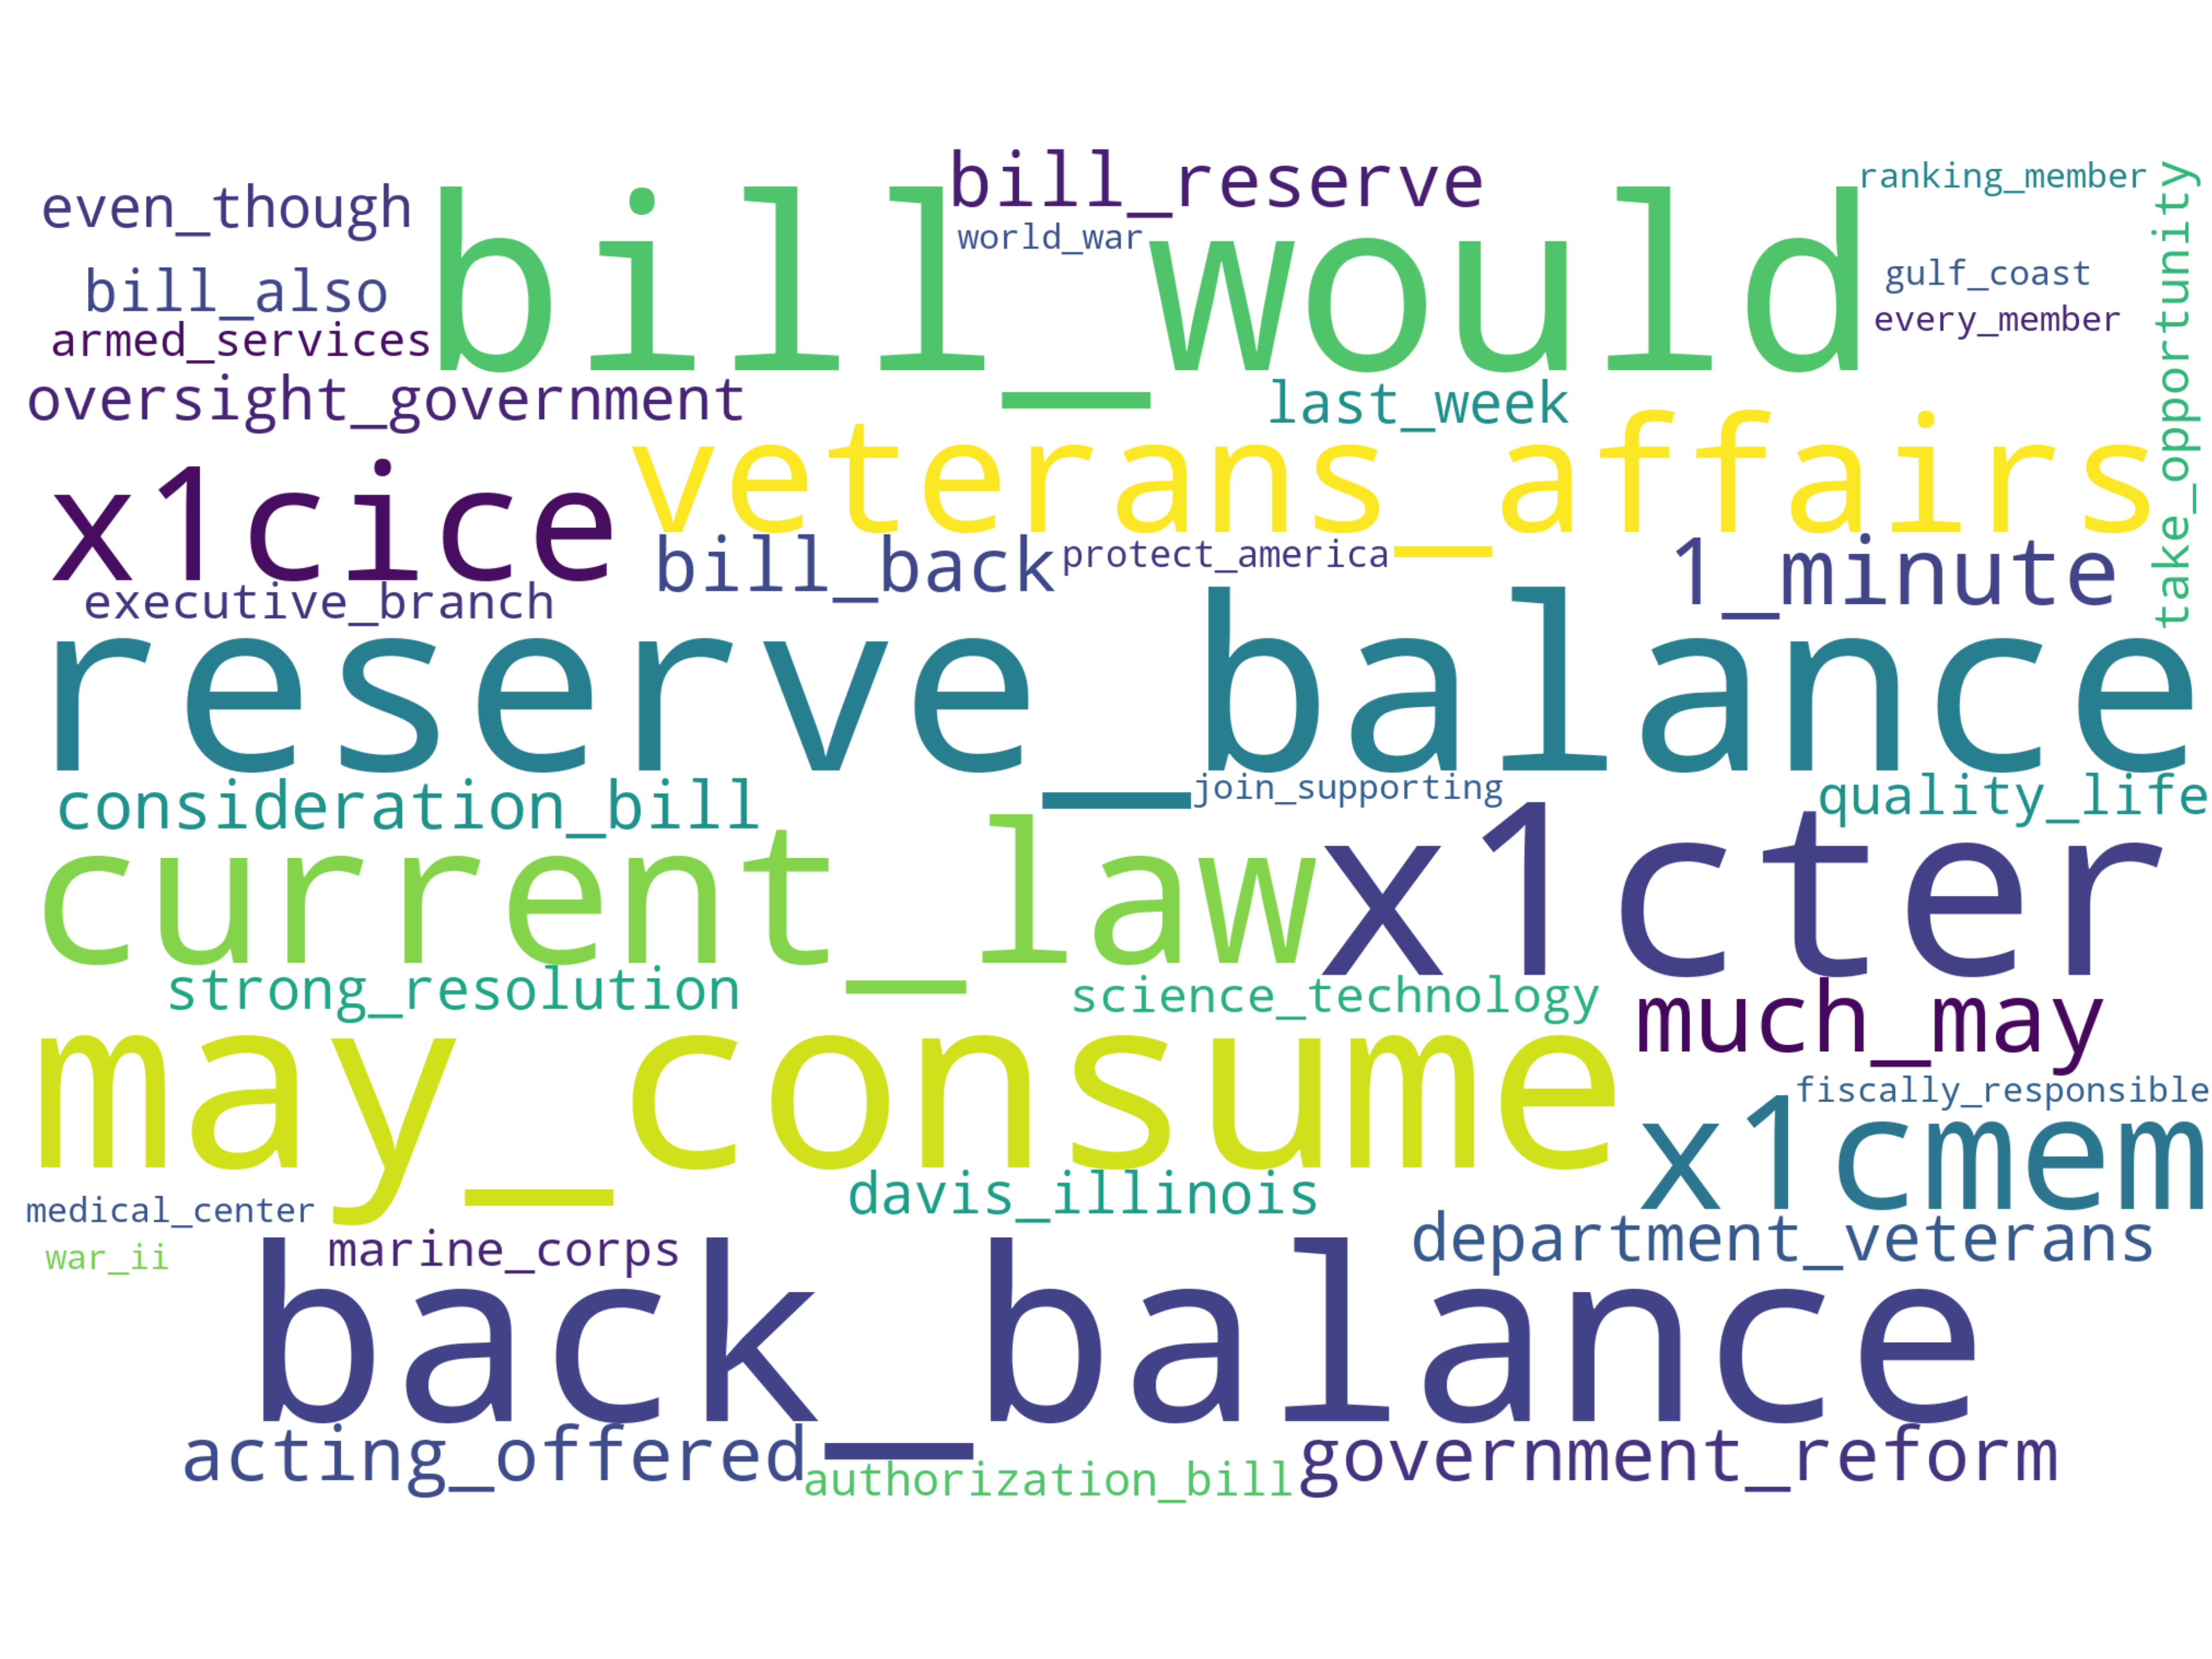 bill_reserve
ranking_member
even_though
bill_would
world_war
take_opportunity
bill_also
gulf_coast
armed_services
every_member
oversight_government
last_week
veterans_affairs
x1cice
bill_back
protect_america
1_minute
executive_branch
reserve_balance
consideration_bill
join_supporting
quality_life
current_law
x1cter
strong_resolution
science_technology
much_may
may_consume
fiscally_responsible
x1cmem
medical_center
davis_illinois
war_ii
marine_corps
department_veterans
back_balance
acting_offered
authorization_bill
government_reform